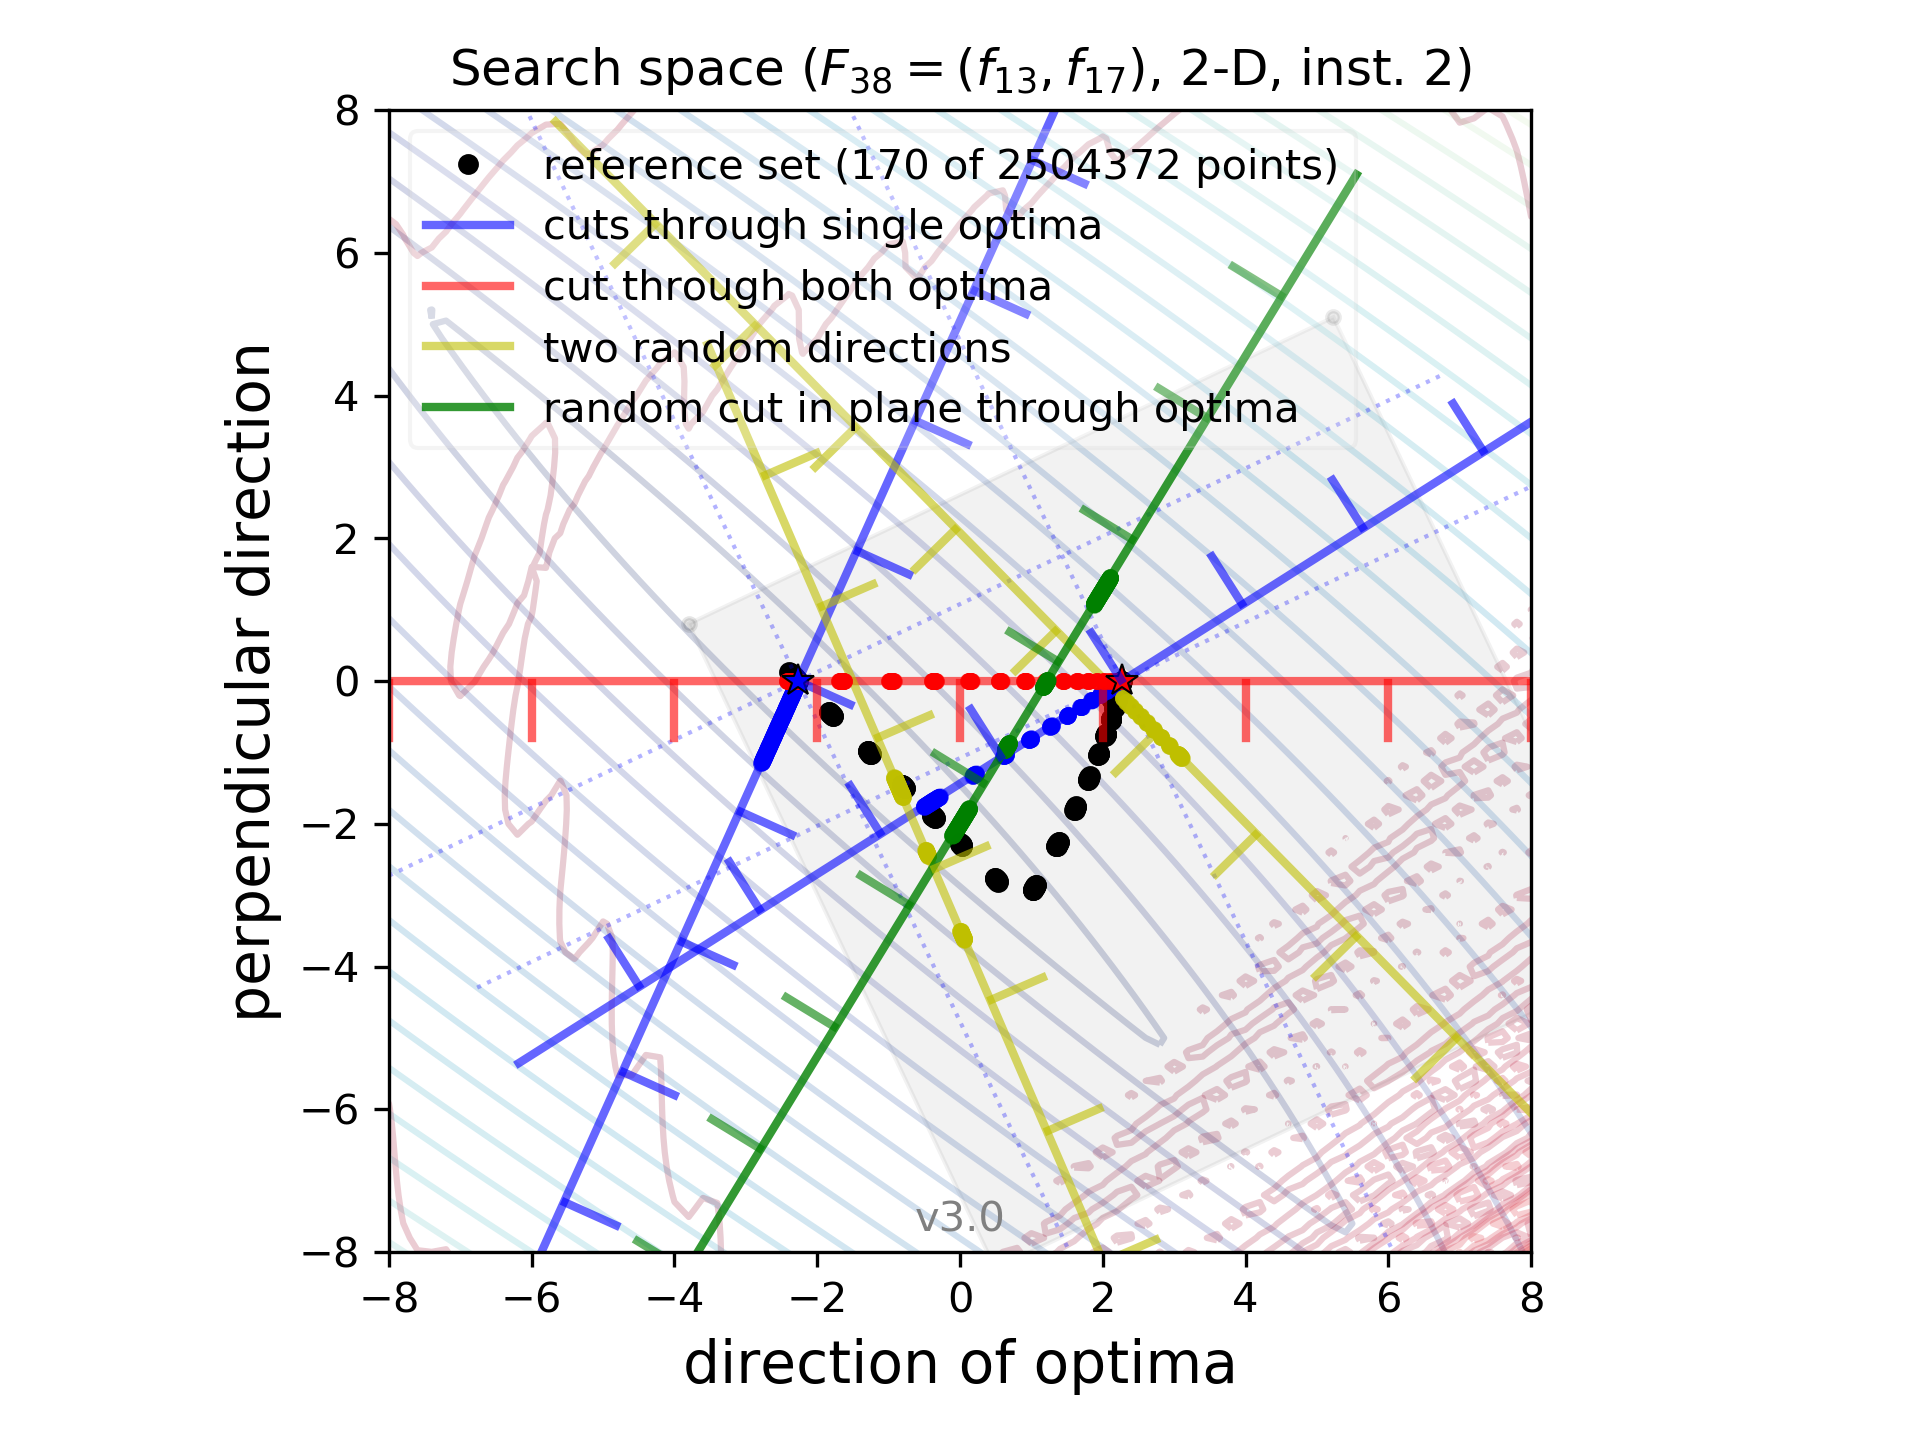 Search space (F₃₈ = (f₁₃, f₁₇), 2-D, inst. 2)
reference set (170 of 2504372 points)
cuts through single optima
cut through both optima
two random directions
random cut in plane through optima
8
6
4
2
0
−2
−4
−6
−8
perpendicular direction
v3.0
−8 −6 −4 −2 0 2 4 6 8
direction of optima